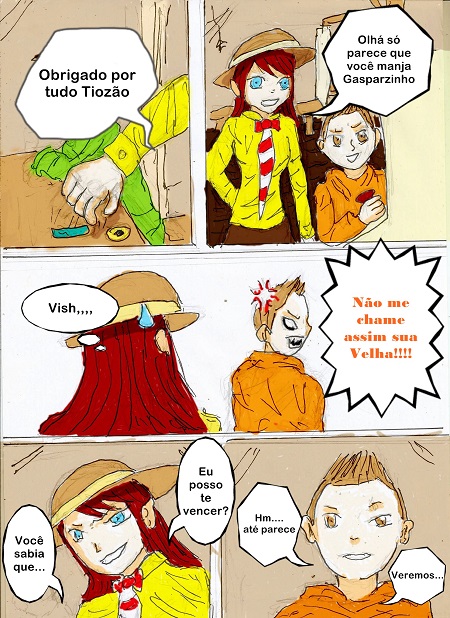 Obrigado por
tudo Tiozão
Olhá só
parece que
você manja
Gasparzinho
Vish,,,,
Não me
chame
assim sua
Velha!!!!
Você
sabia
que...
Eu
posso
te
vencer?
Hm....
até parece
Veremos...